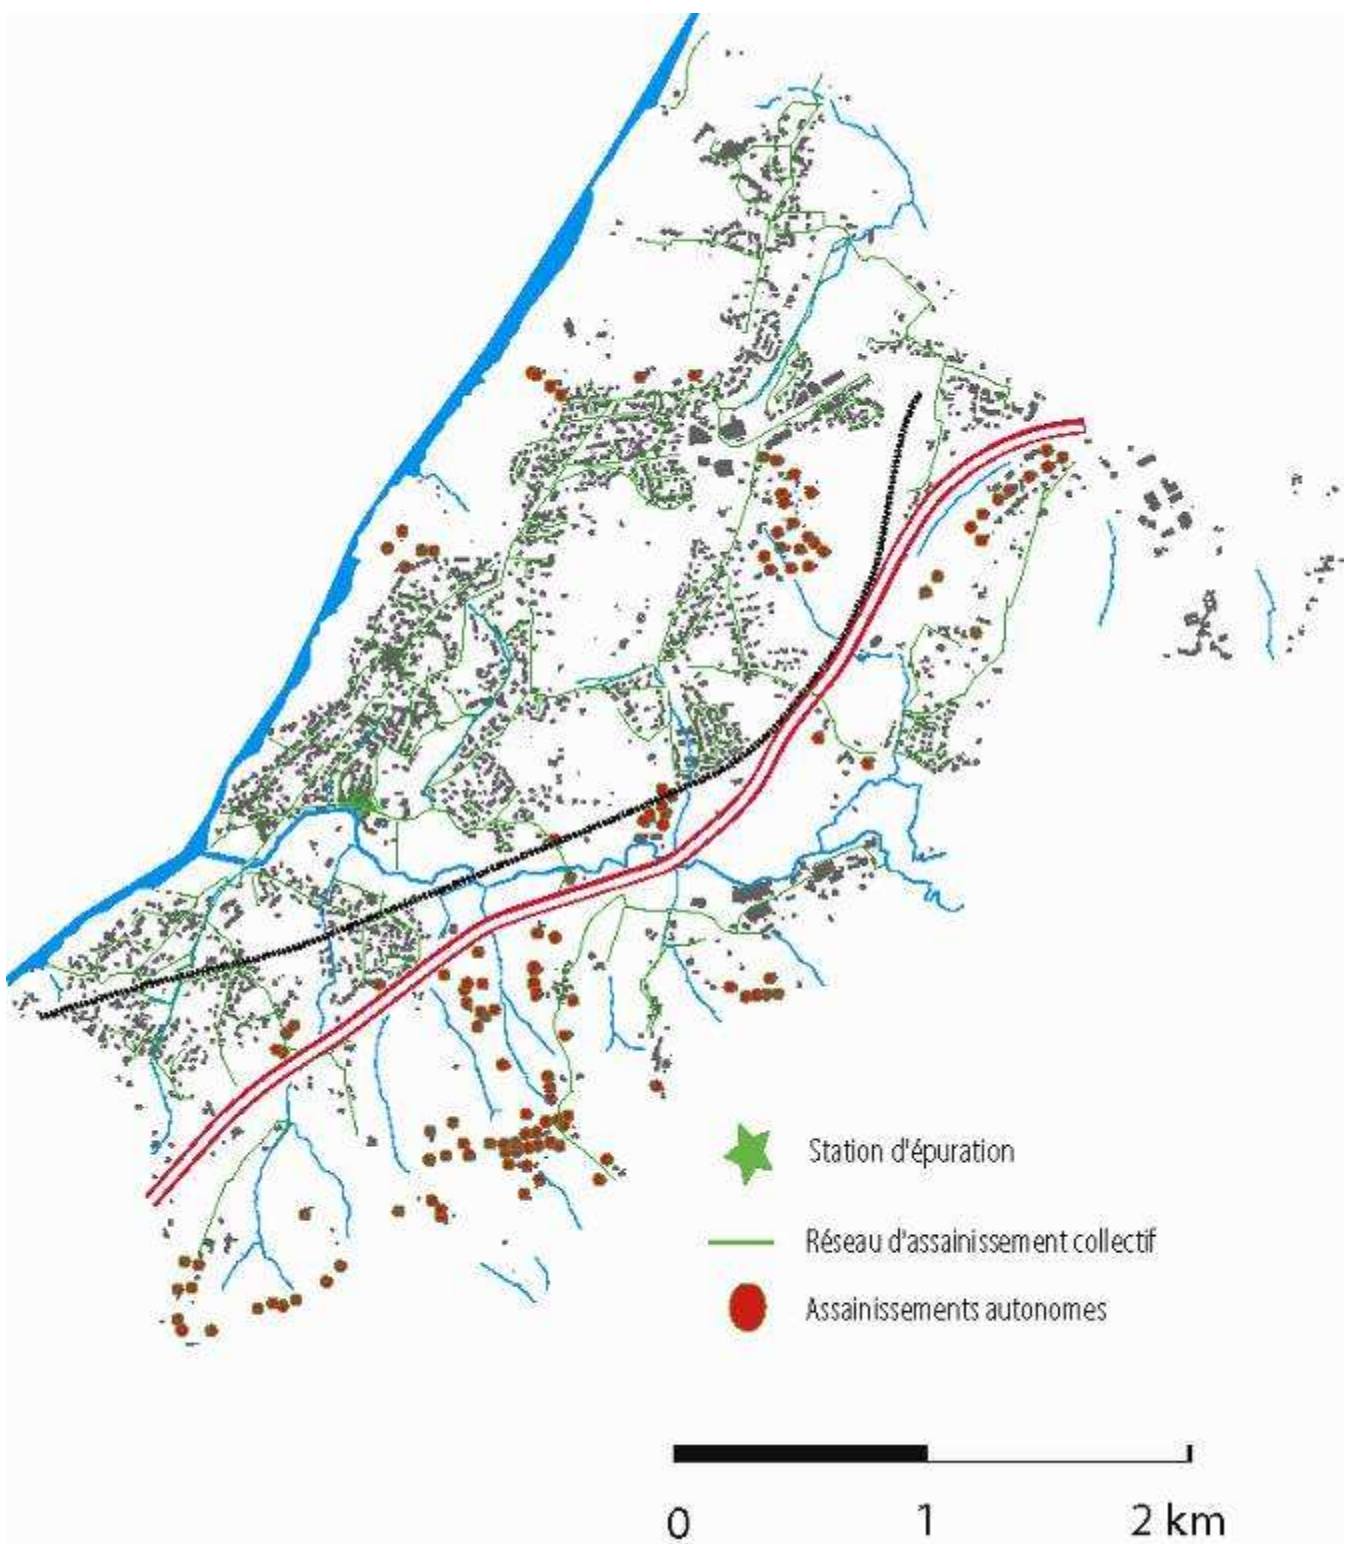 Station d'épuration
Réseau d'assainissement collectif
Assainissements autonomes
0 1 2 km